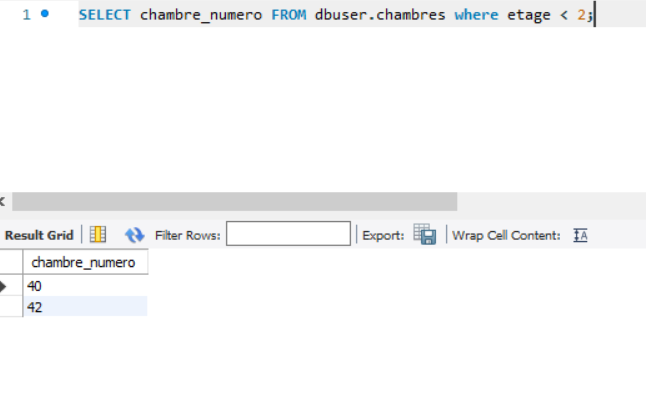 1 SELECT chambre_numero FROM dbuser.chambres where etage < 2;
Result Grid Filter Rows: Export: Wrap Cell Content: IA
chambre_numero
40
42